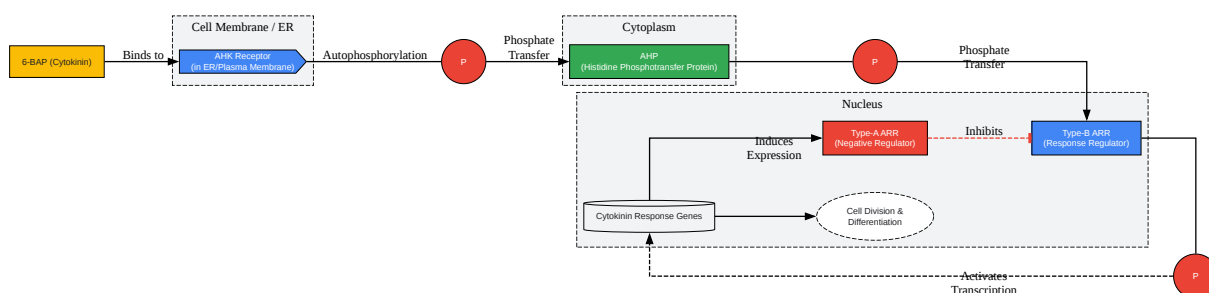 Cell Membrane / ER
Cytoplasm
6-BAP (Cytokinin)
Binds to
AHK Receptor
(in ER/Plasma Membrane)
Autophosphorylation
P
Phosphate
Transfer
AHP
(Histidine Phosphotransfer Protein)
P
Phosphate
Transfer
Nucleus
Induces
Expression
Type-A ARR
(Negative Regulator)
Inhibits
Type-B ARR
(Response Regulator)
Cytokinin Response Genes
Cell Division &
Differentiation
Activates
Transcription
P